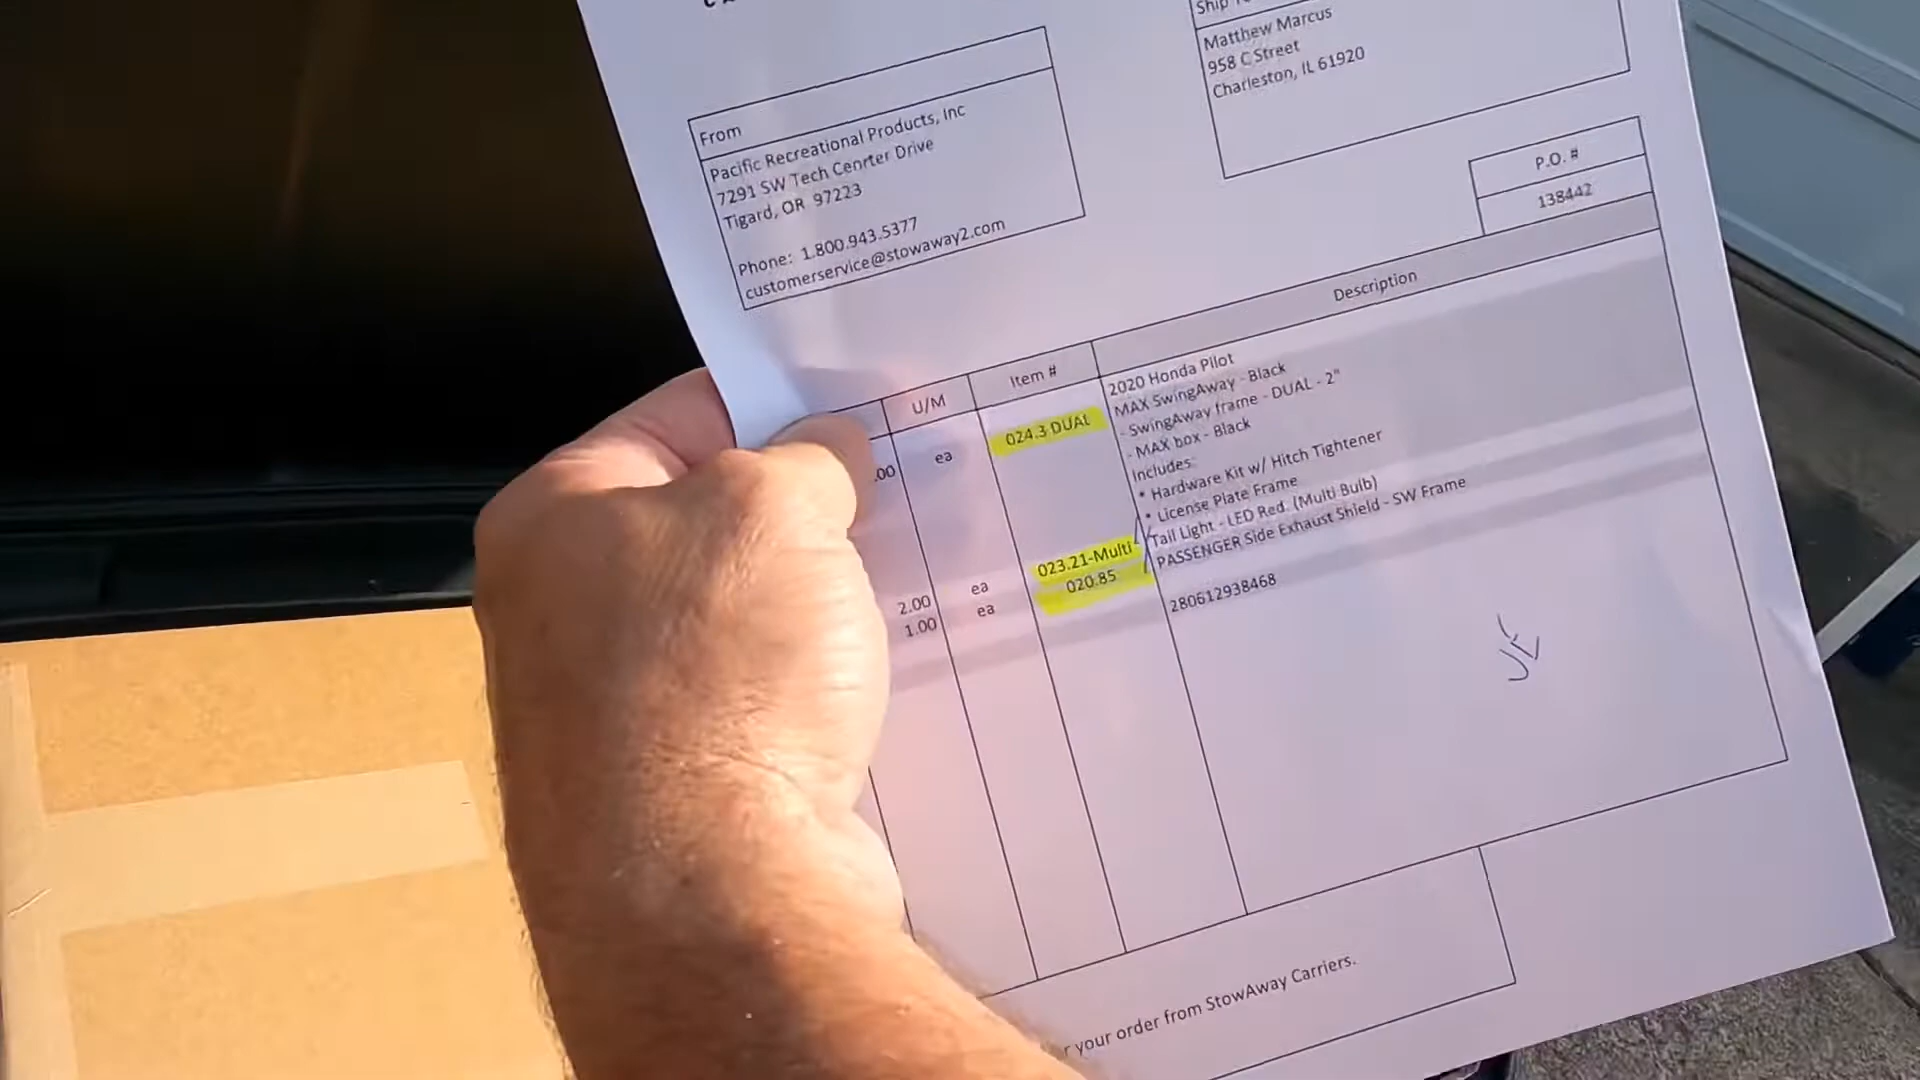 Ship To
Matthew Marcus
958 C Street
Charleston, IL 61920
From
Pacific Recreational Products, Inc
7291 SW Tech Cenrter Drive
Tigard, OR 97223
Phone: 1.800.943.5377
customerservice@stowaway2.com
P.O. #
138442
U/M
Item #
Description
.00
ea
024.3 DUAL
2020 Honda Pilot
MAX SwingAway - Black
- SwingAway frame - DUAL - 2"
- MAX box - Black
Includes:
• Hardware Kit w/ Hitch Tightener
• License Plate Frame
2.00 ea 023.21-Multi Tail Light - LED Red. (Multi Bulb)
1.00 ea 020.85 PASSENGER Side Exhaust Shield - SW Frame
280612938468
r your order from StowAway Carriers.